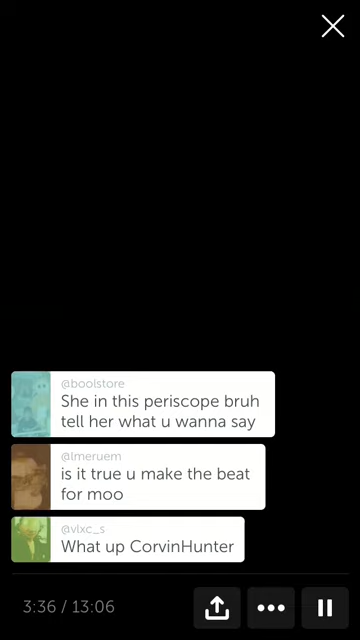 @boolstore
She in this periscope bruh
tell her what u wanna say
@lmeruem
is it true u make the beat
for moo
@vlxc_s
What up CorvinHunter
3:36 / 13:06